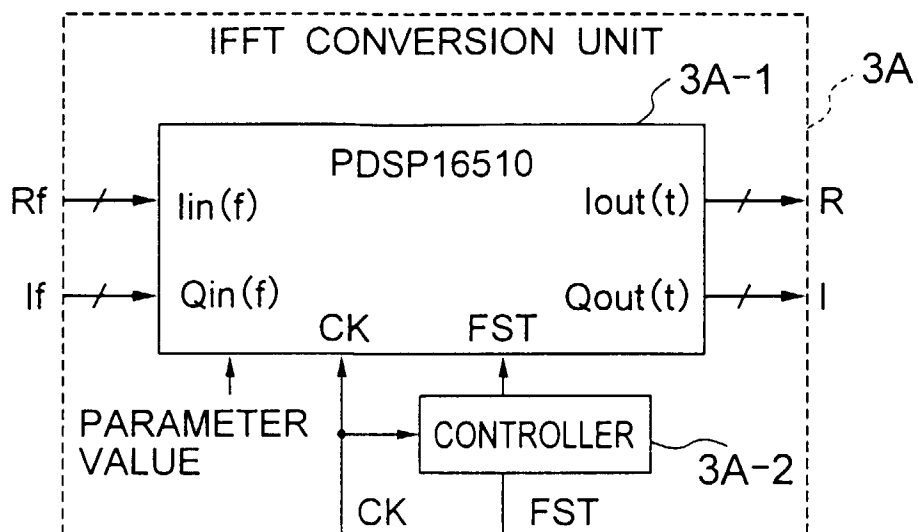 IFFT CONVERSION UNIT
3A
3A-1
PDSP16510
Rf
Iin(f)
Iout(t)
R
If
Qin(f)
Qout(t)
I
CK
FST
PARAMETER
VALUE
CONTROLLER
3A-2
CK
FST